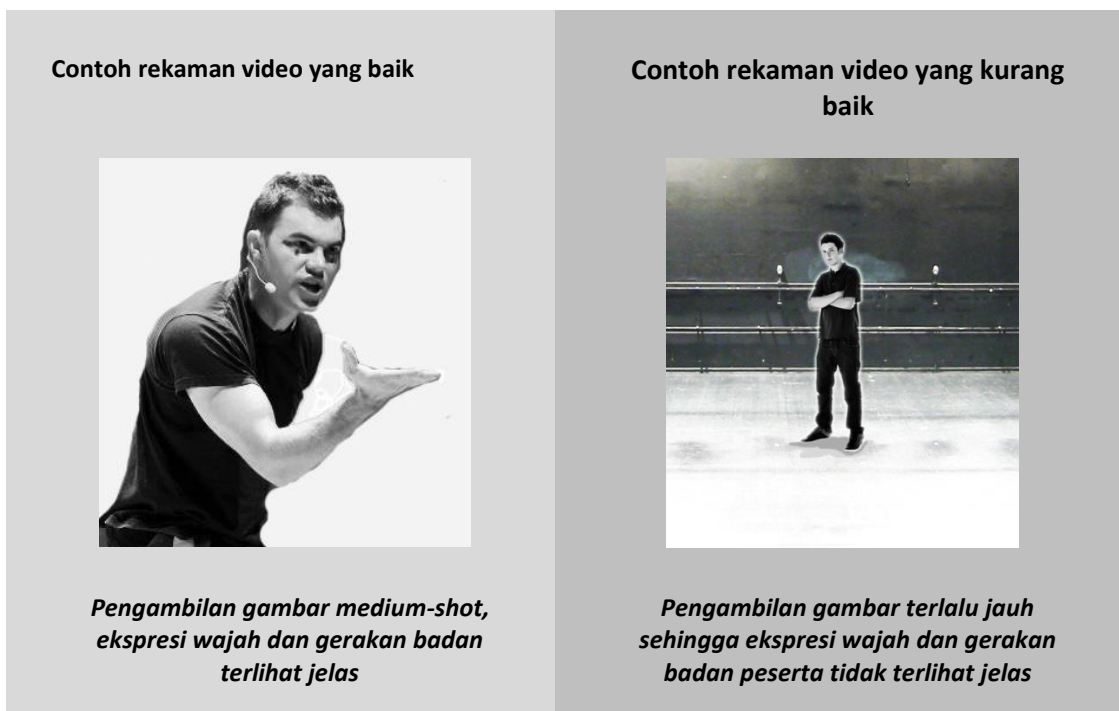 Contoh rekaman video yang baik
Pengambilan gambar medium-shot,
ekspresi wajah dan gerakan badan
terlihat jelas
Contoh rekaman video yang kurang
baik
Pengambilan gambar terlalu jauh
sehingga ekspresi wajah dan gerakan
badan peserta tidak terlihat jelas